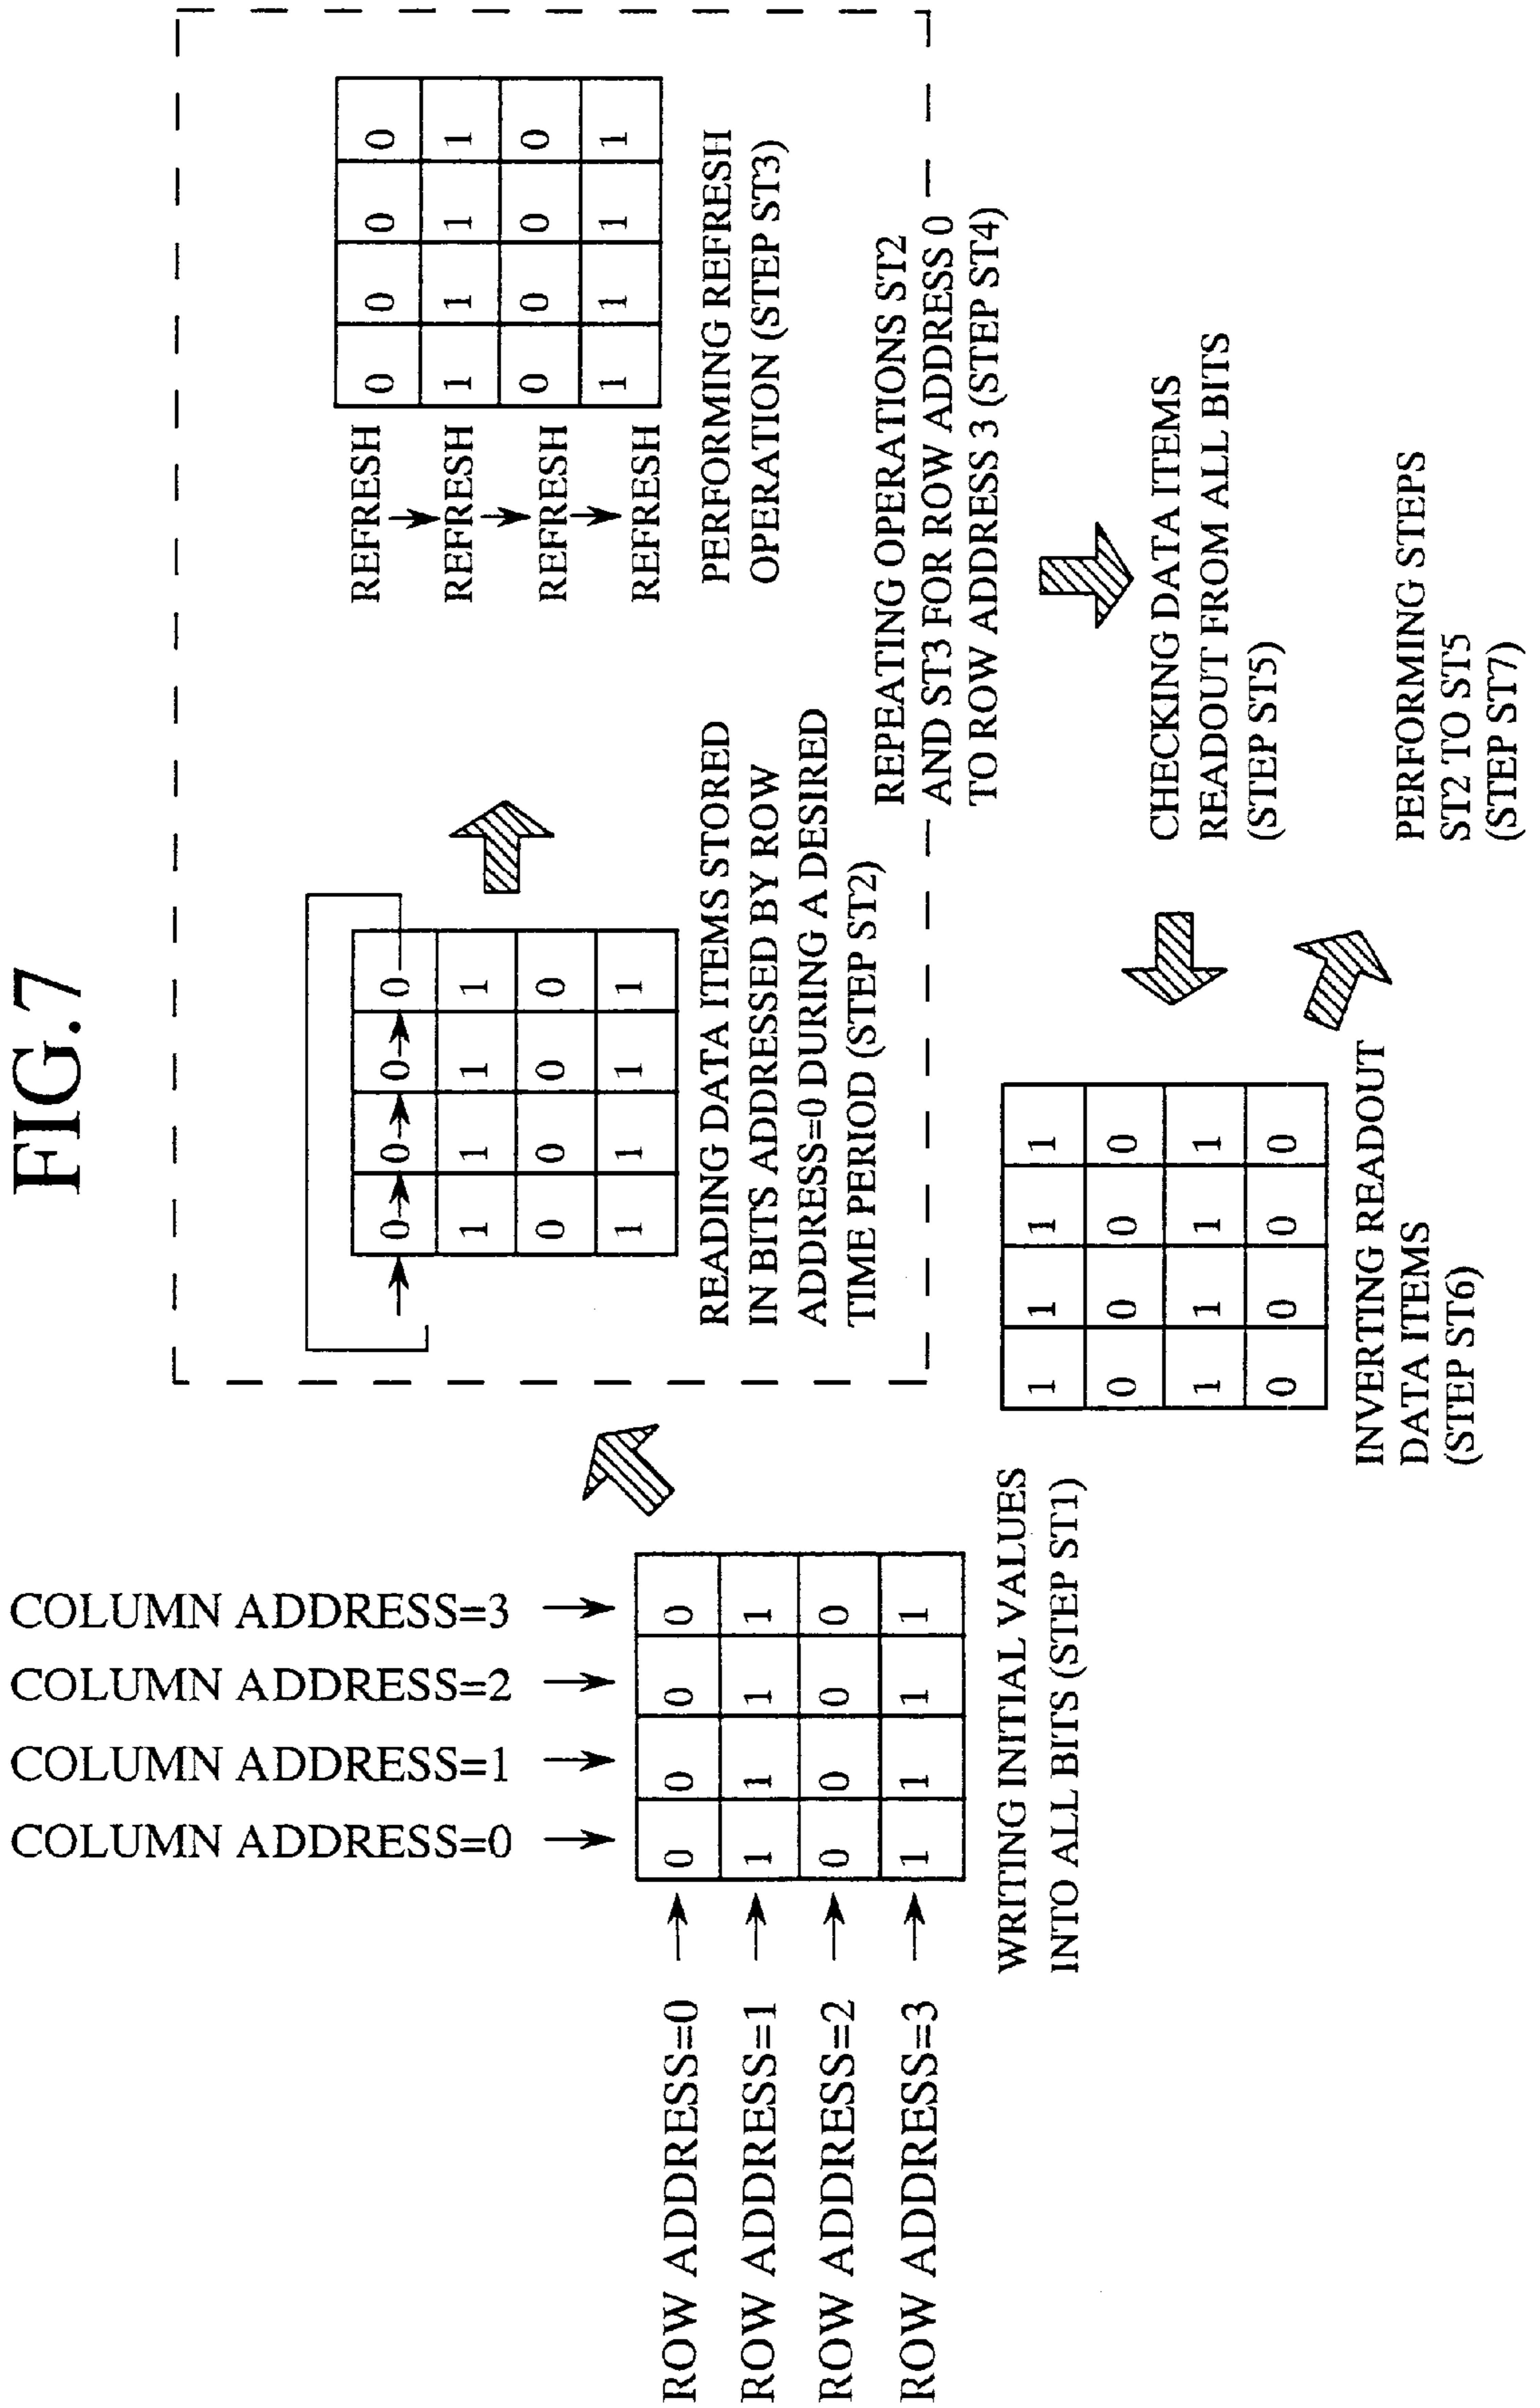 FIG.7
COLUMN ADDRESS=0
COLUMN ADDRESS=1
COLUMN ADDRESS=2
COLUMN ADDRESS=3
ROW ADDRESS=0
ROW ADDRESS=1
ROW ADDRESS=2
ROW ADDRESS=3
0 0 0 0
1 1 1 1
0 0 0 0
1 1 1 1
WRITING INITIAL VALUES
INTO ALL BITS (STEP ST1)
0 0 0 0
1 1 1 1
0 0 0 0
1 1 1 1
READING DATA ITEMS STORED
IN BITS ADDRESSED BY ROW
ADDRESS=0 DURING A DESIRED
TIME PERIOD (STEP ST2)
REFRESH
REFRESH
REFRESH
REFRESH
0 0 0 0
1 1 1 1
0 0 0 0
1 1 1 1
PERFORMING REFRESH
OPERATION (STEP ST3)
REPEATING OPERATIONS ST2
AND ST3 FOR ROW ADDRESS 0
TO ROW ADDRESS 3 (STEP ST4)
CHECKING DATA ITEMS
READOUT FROM ALL BITS
(STEP ST5)
1 1 1 1
0 0 0 0
1 1 1 1
0 0 0 0
INVERTING READOUT
DATA ITEMS
(STEP ST6)
PERFORMING STEPS
ST2 TO ST5
(STEP ST7)